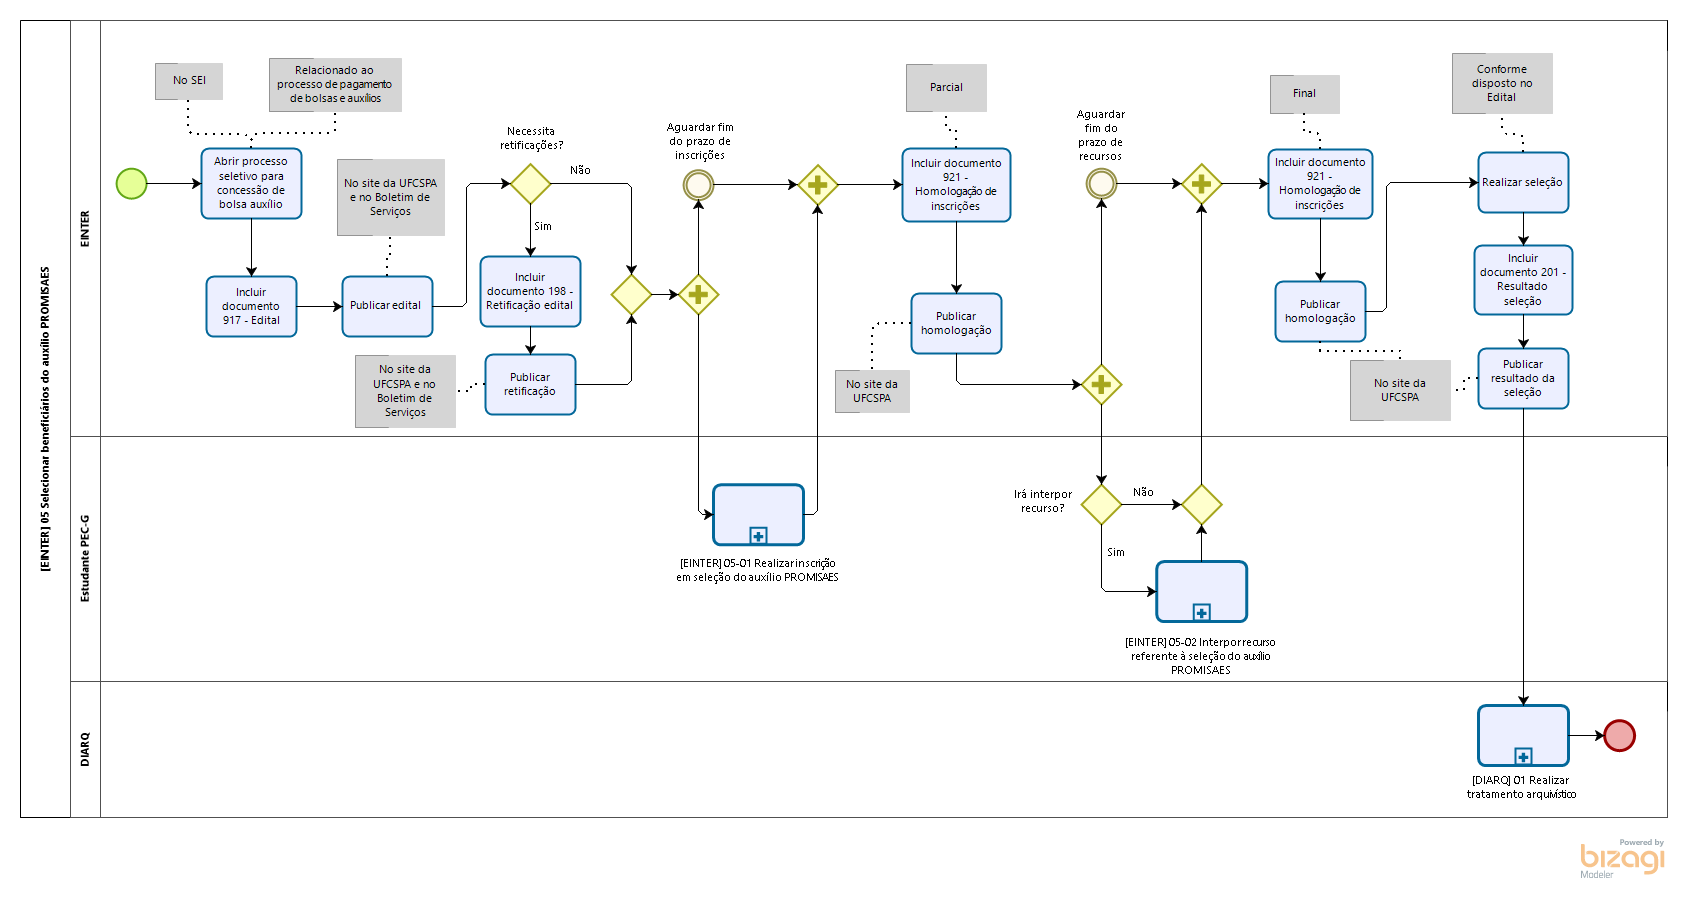 [EINTER] 05 Selecionar beneficiários do auxílio PROMISAES
EINTER
No SEI
Relacionado ao
processo de pagamento
de bolsas e auxílios
Abrir processo
seletivo para
concessão de
bolsa auxílio
Incluir
documento
917 - Edital
No site da UFCSPA
e no Boletim de
Serviços
Publicar edital
Necessita
retificações?
Não
Sim
Incluir
documento 198 -
Retificação edital
No site da
UFCSPA e no
Boletim de
Serviços
Publicar
retificação
Aguardar fim
do prazo de
inscrições
Parcial
Incluir documento
921 -
Homologação de
inscrições
Publicar
homologação
No site da
UFCSPA
Aguardar
fim do
prazo de
recursos
Final
Incluir documento
921 -
Homologação de
inscrições
Publicar
homologação
No site da
UFCSPA
Conforme
disposto no
Edital
Realizar seleção
Incluir
documento 201 -
Resultado
seleção
Publicar
resultado da
seleção
Estudante PEC-G
[EINTER] 05-01 Realizar inscrição
em seleção do auxílio PROMISAES
Irá interpor
recurso?
Não
Sim
[EINTER] 05-02 Interpor recurso
referente à seleção do auxílio
PROMISAES
DIARQ
[DIARQ] 01 Realizar
tratamento arquivístico
Powered by
bizagi
Modeler